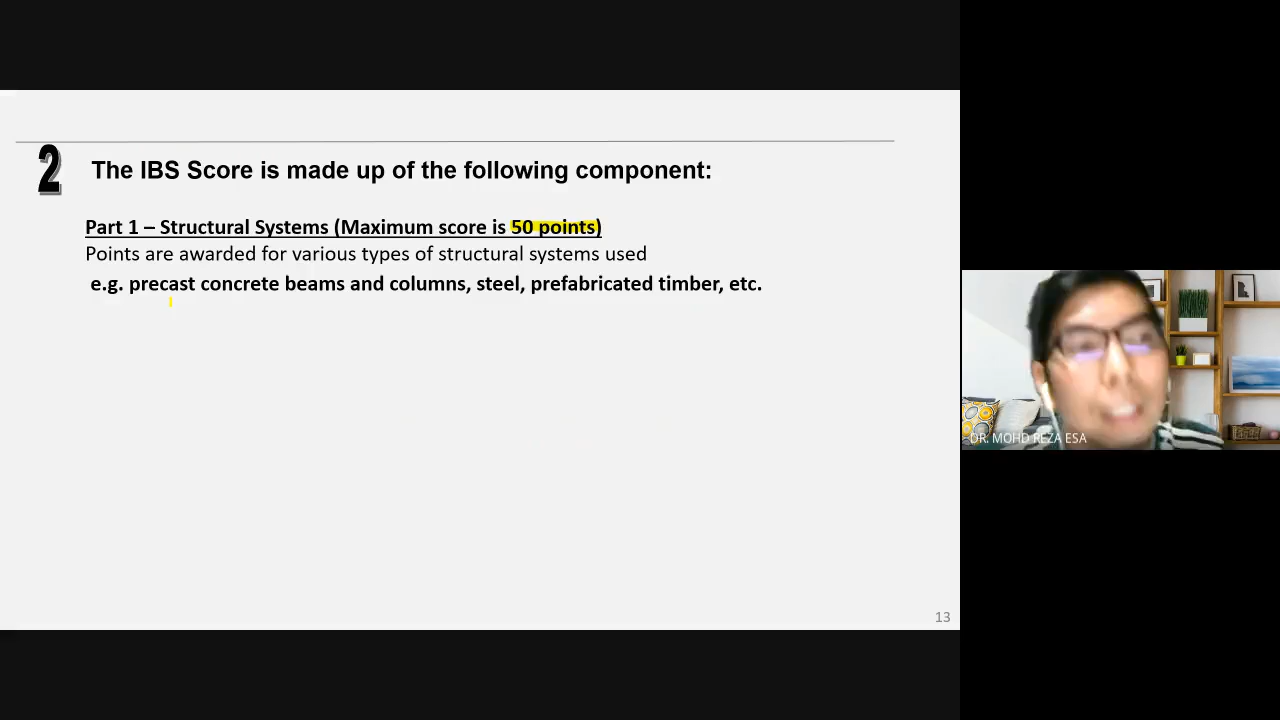 2
The IBS Score is made up of the following component:
Part 1 – Structural Systems (Maximum score is 50 points)
Points are awarded for various types of structural systems used
e.g. precast concrete beams and columns, steel, prefabricated timber, etc.
13
DR. MOHD REZA ESA